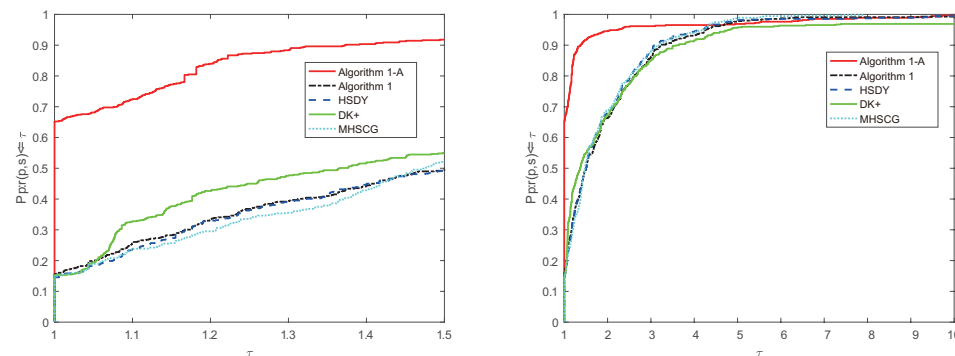 Ppr(p,s)<= τ
1
0.9
0.8
0.7
0.6
0.5
0.4
0.3
0.2
0.1
0
1 1.1 1.2 1.3 1.4 1.5
τ
Algorithm 1-A
Algorithm 1
HSDY
DK+
MHSCG
Ppr(p,s)<= τ
1
0.9
0.8
0.7
0.6
0.5
0.4
0.3
0.2
0.1
0
1 2 3 4 5 6 7 8 9 10
τ
Algorithm 1-A
Algorithm 1
HSDY
DK+
MHSCG